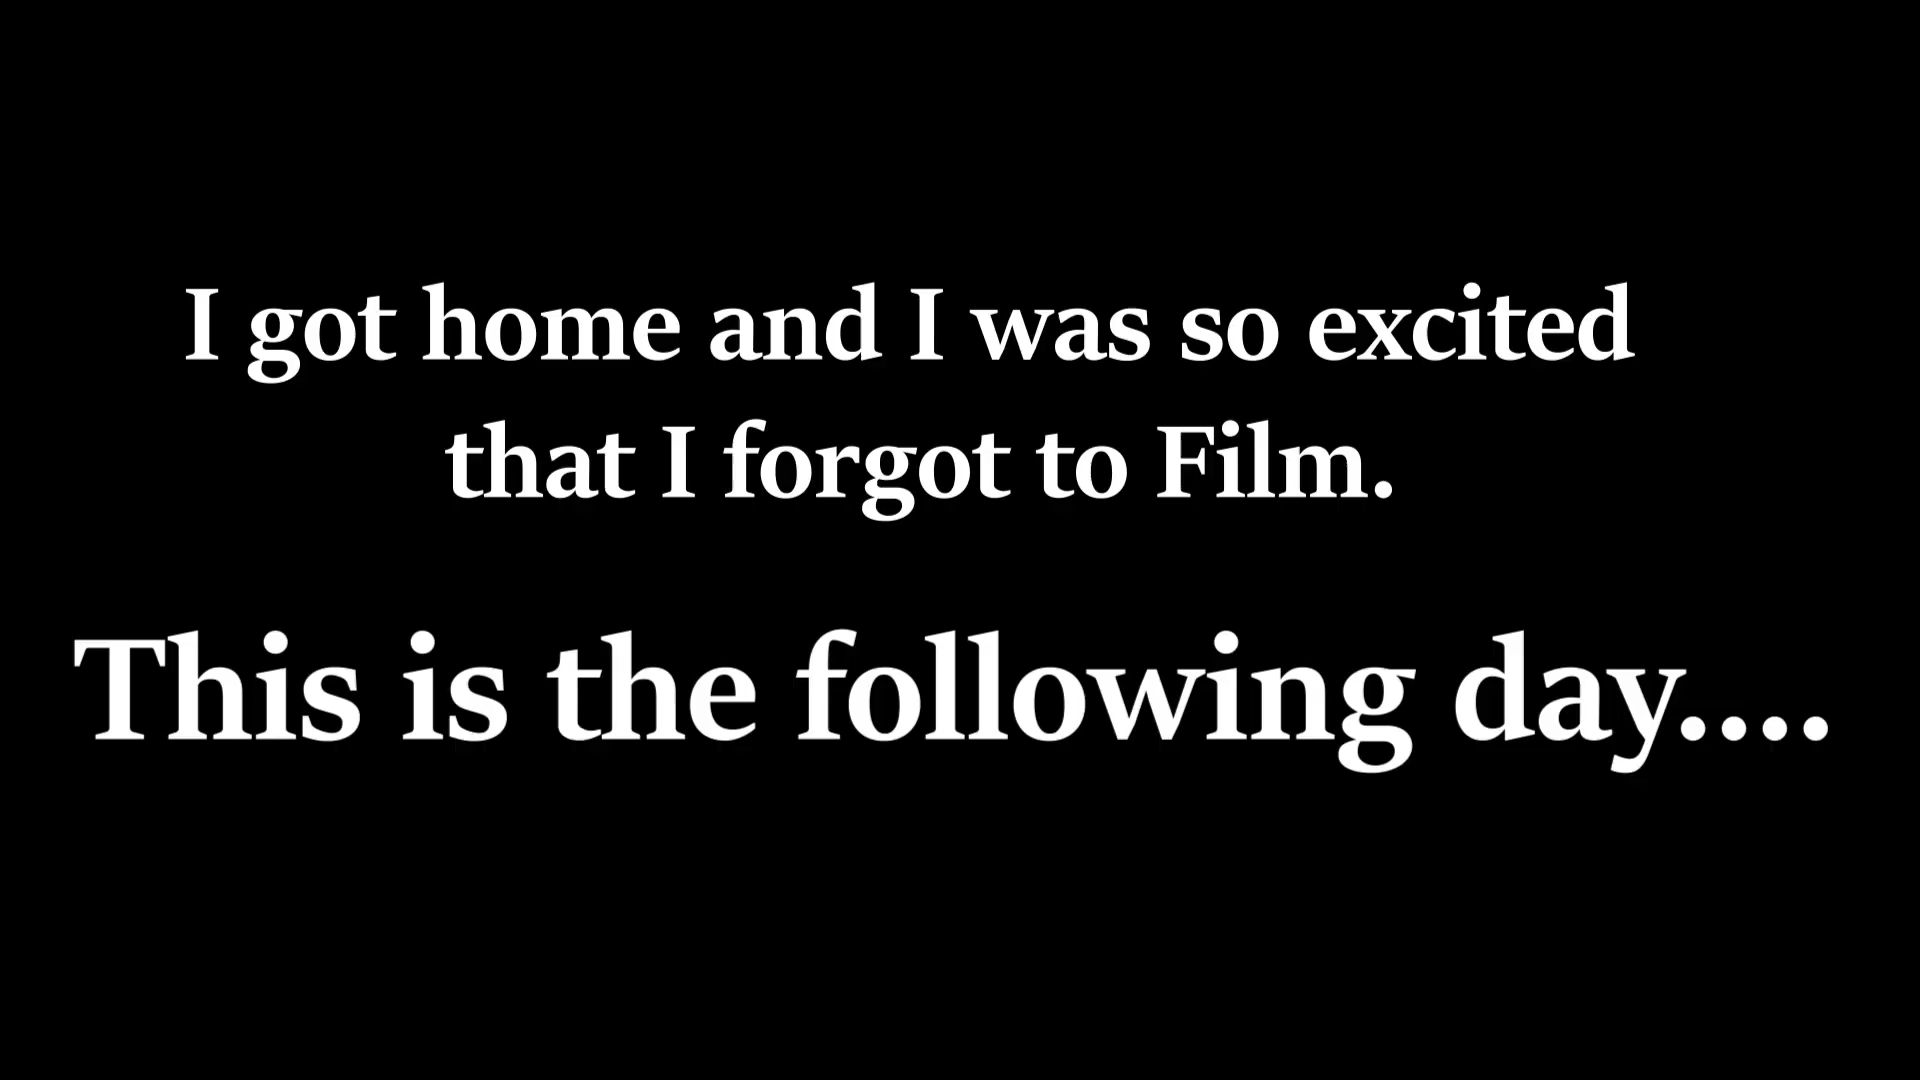 I got home and I was so excited
that I forgot to Film.
This is the following day....